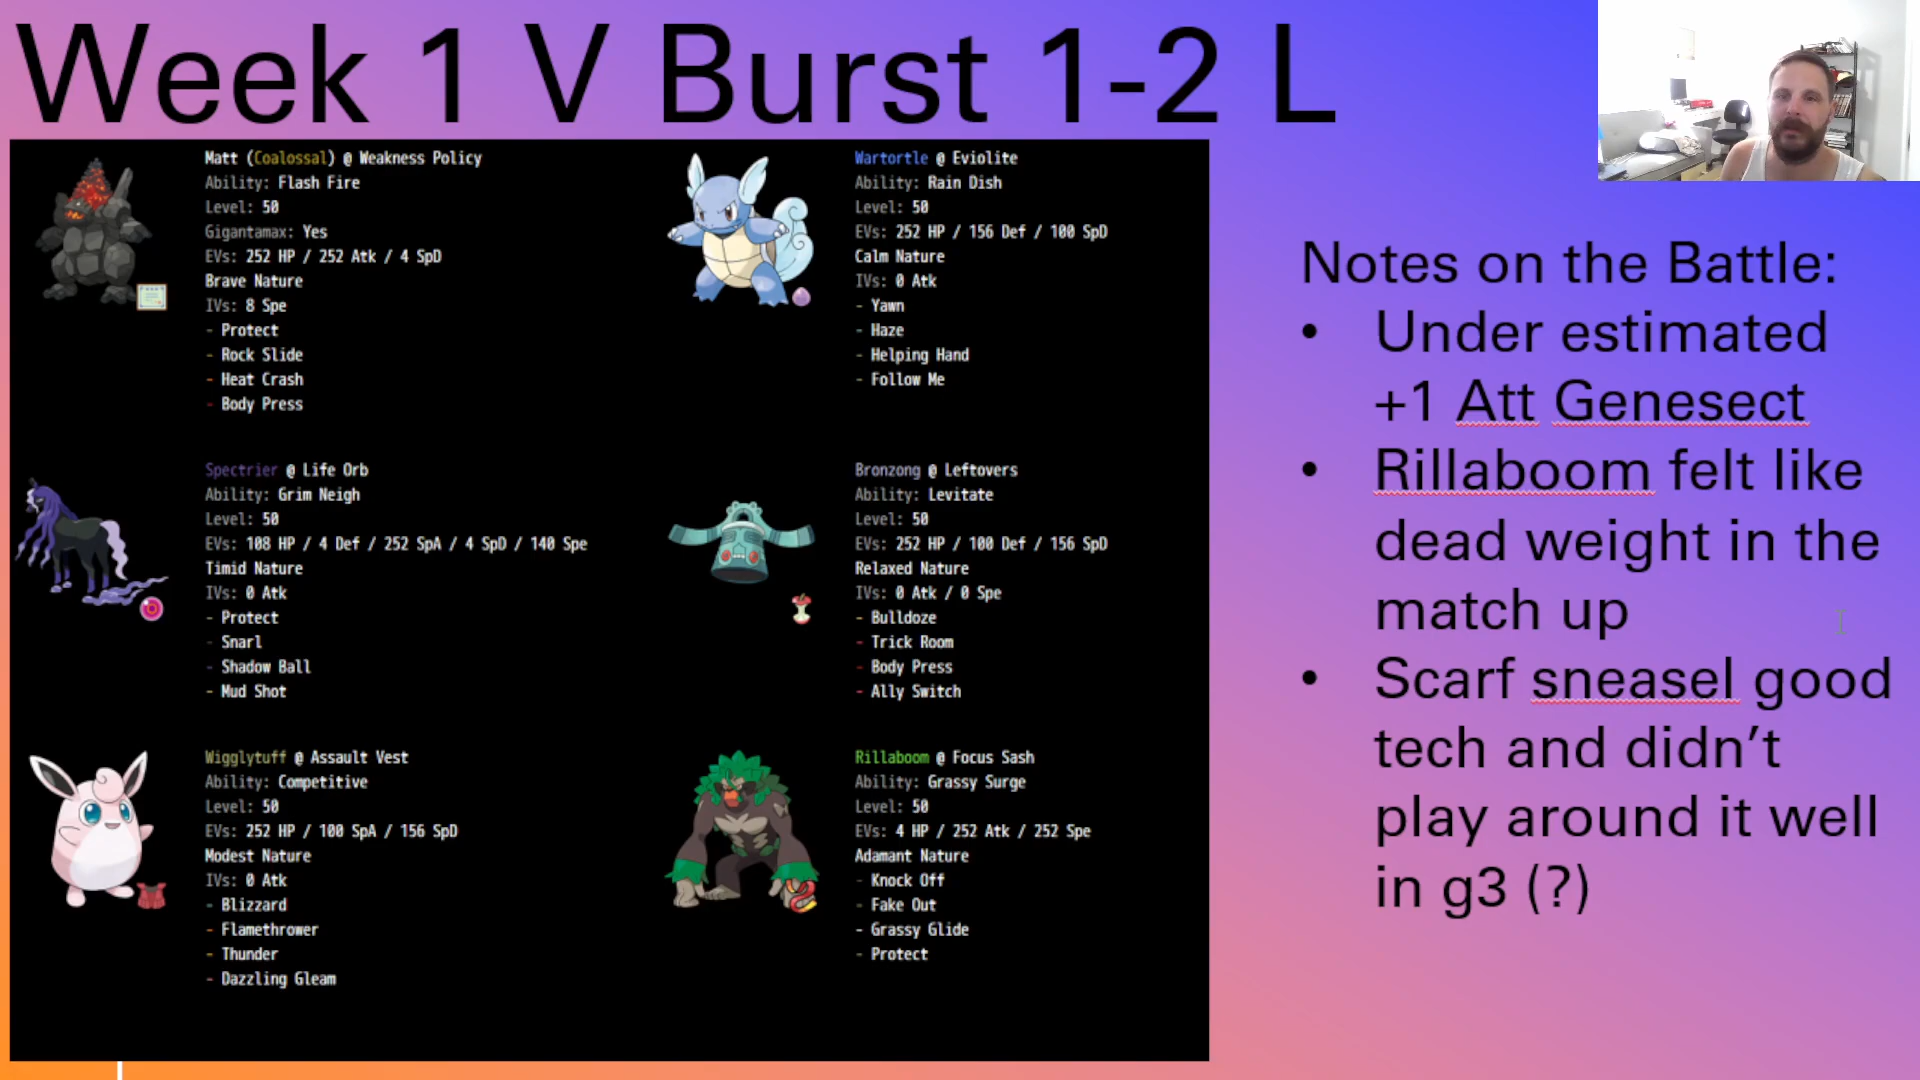 Week 1 V Burst 1-2 L
Matt (Coalossal) @ Weakness Policy
Ability: Flash Fire
Level: 50
Gigantamax: Yes
EVs: 252 HP / 252 Atk / 4 SpD
Brave Nature
IVs: 8 Spe
- Protect
- Rock Slide
- Heat Crash
- Body Press
Wartortle @ Eviolite
Ability: Rain Dish
Level: 50
EVs: 252 HP / 156 Def / 100 SpD
Calm Nature
IVs: 0 Atk
- Yawn
- Haze
- Helping Hand
- Follow Me
Spectrier @ Life Orb
Ability: Grim Neigh
Level: 50
EVs: 108 HP / 4 Def / 252 SpA / 4 SpD / 140 Spe
Timid Nature
IVs: 0 Atk
- Protect
- Snarl
- Shadow Ball
- Mud Shot
Bronzong @ Leftovers
Ability: Levitate
Level: 50
EVs: 252 HP / 100 Def / 156 SpD
Relaxed Nature
IVs: 0 Atk / 0 Spe
- Bulldoze
- Trick Room
- Body Press
- Ally Switch
Wigglytuff @ Assault Vest
Ability: Competitive
Level: 50
EVs: 252 HP / 100 SpA / 156 SpD
Modest Nature
IVs: 0 Atk
- Blizzard
- Flamethrower
- Thunder
- Dazzling Gleam
Rillaboom @ Focus Sash
Ability: Grassy Surge
Level: 50
EVs: 4 HP / 252 Atk / 252 Spe
Adamant Nature
- Knock Off
- Fake Out
- Grassy Glide
- Protect
Notes on the Battle:
• Under estimated
+1 Att Genesect
• Rillaboom felt like
dead weight in the
match up
• Scarf sneasel good
tech and didn't
play around it well
in g3 (?)